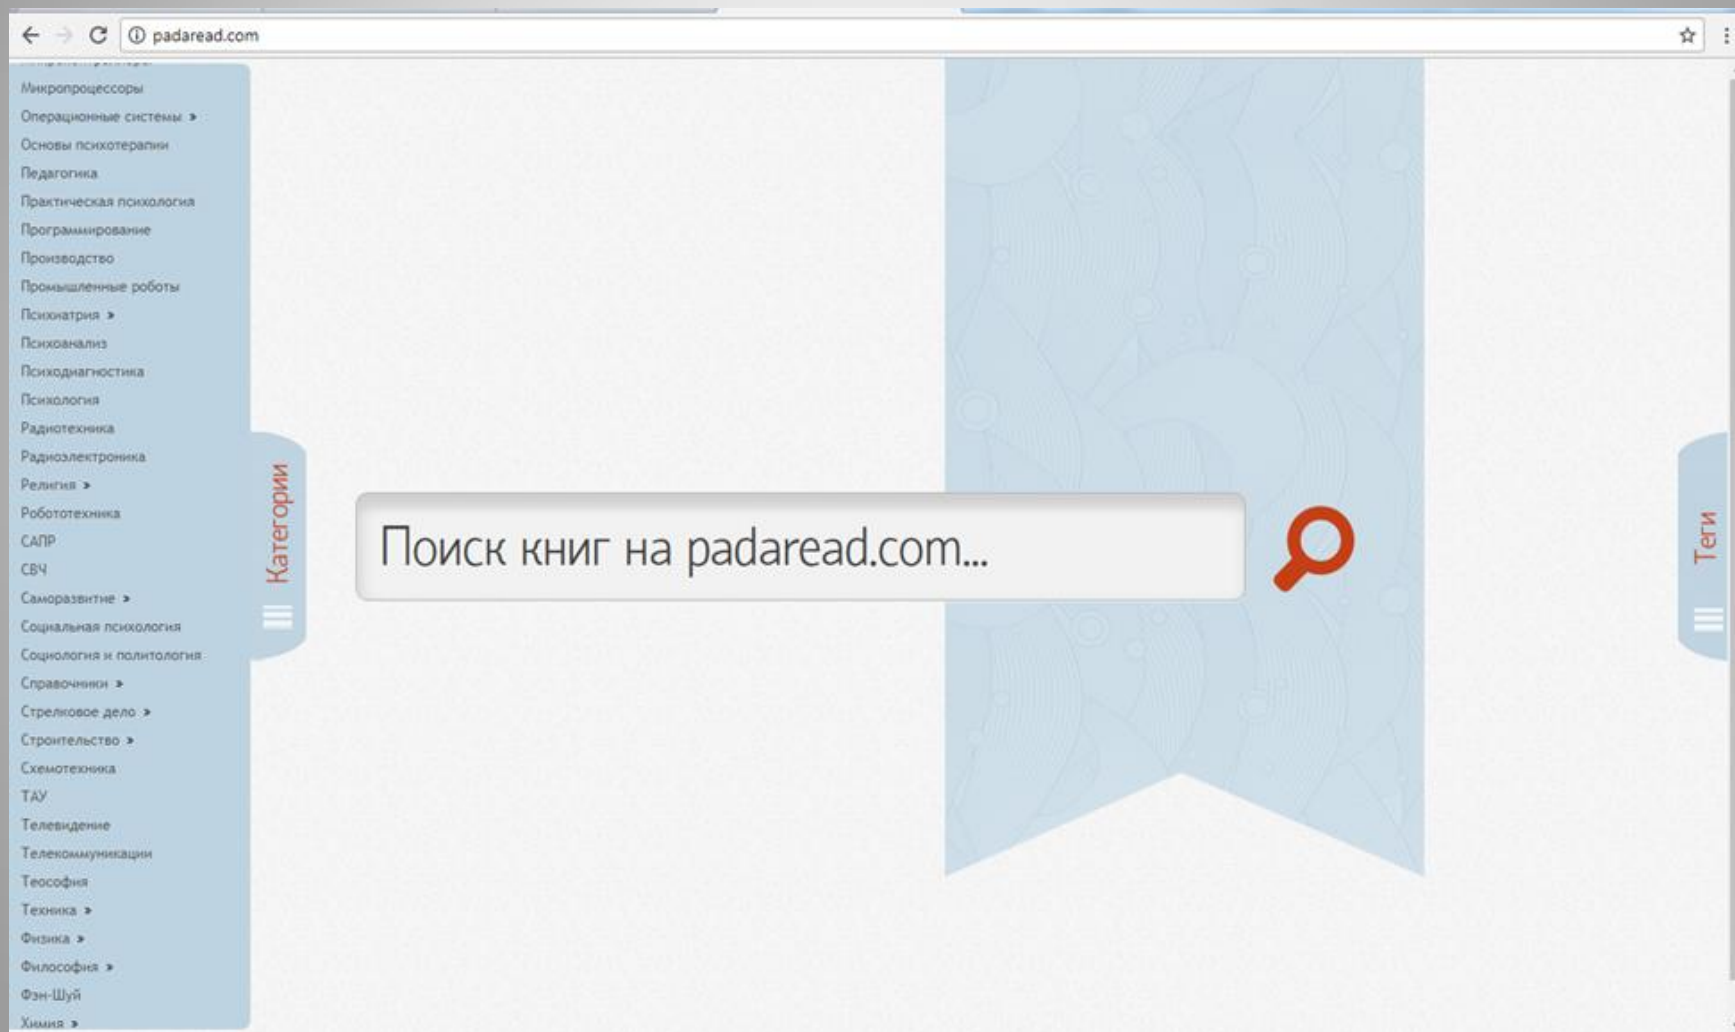 padaread.com
Микропроцессоры
Операционные системы »
Основы психотерапии
Педагогика
Практическая психология
Программирование
Производство
Промышленные роботы
Психиатрия »
Психоанализ
Психодиагностика
Психология
Радиотехника
Радиоэлектроника
Религия »
Робототехника
САПР
СВЧ
Саморазвитие »
Социальная психология
Социология и политология
Справочники »
Стрелковое дело »
Строительство »
Схемотехника
ТАУ
Телевидение
Телекоммуникации
Теософия
Техника »
Физика »
Философия »
Фэн-Шуй
Химия »
Категории
Поиск книг на padaread.com...
Теги